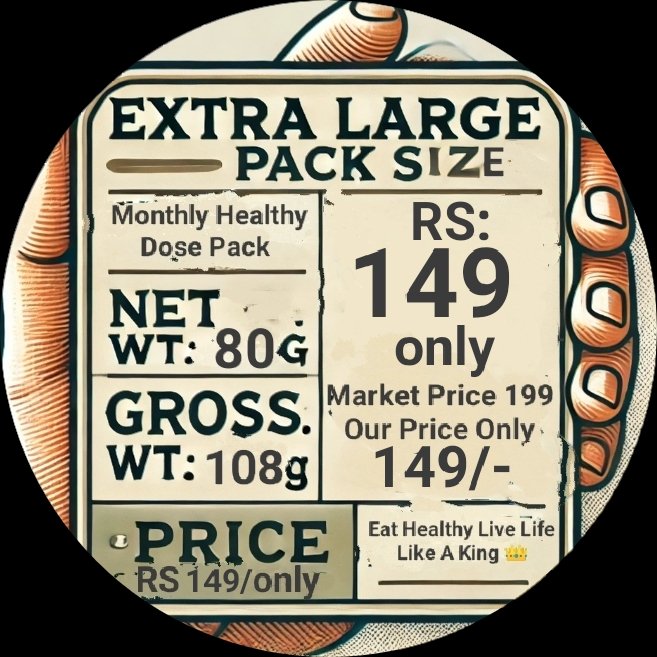 EXTRA LARGE
PACK SIZE
Monthly Healthy
Dose Pack
NET
WT: 80G
GROSS.
WT: 108g
RS:
149
only
Market Price 199
Our Price Only
149/-
PRICE
RS 149/only
Eat Healthy Live Life
Like A King 👑